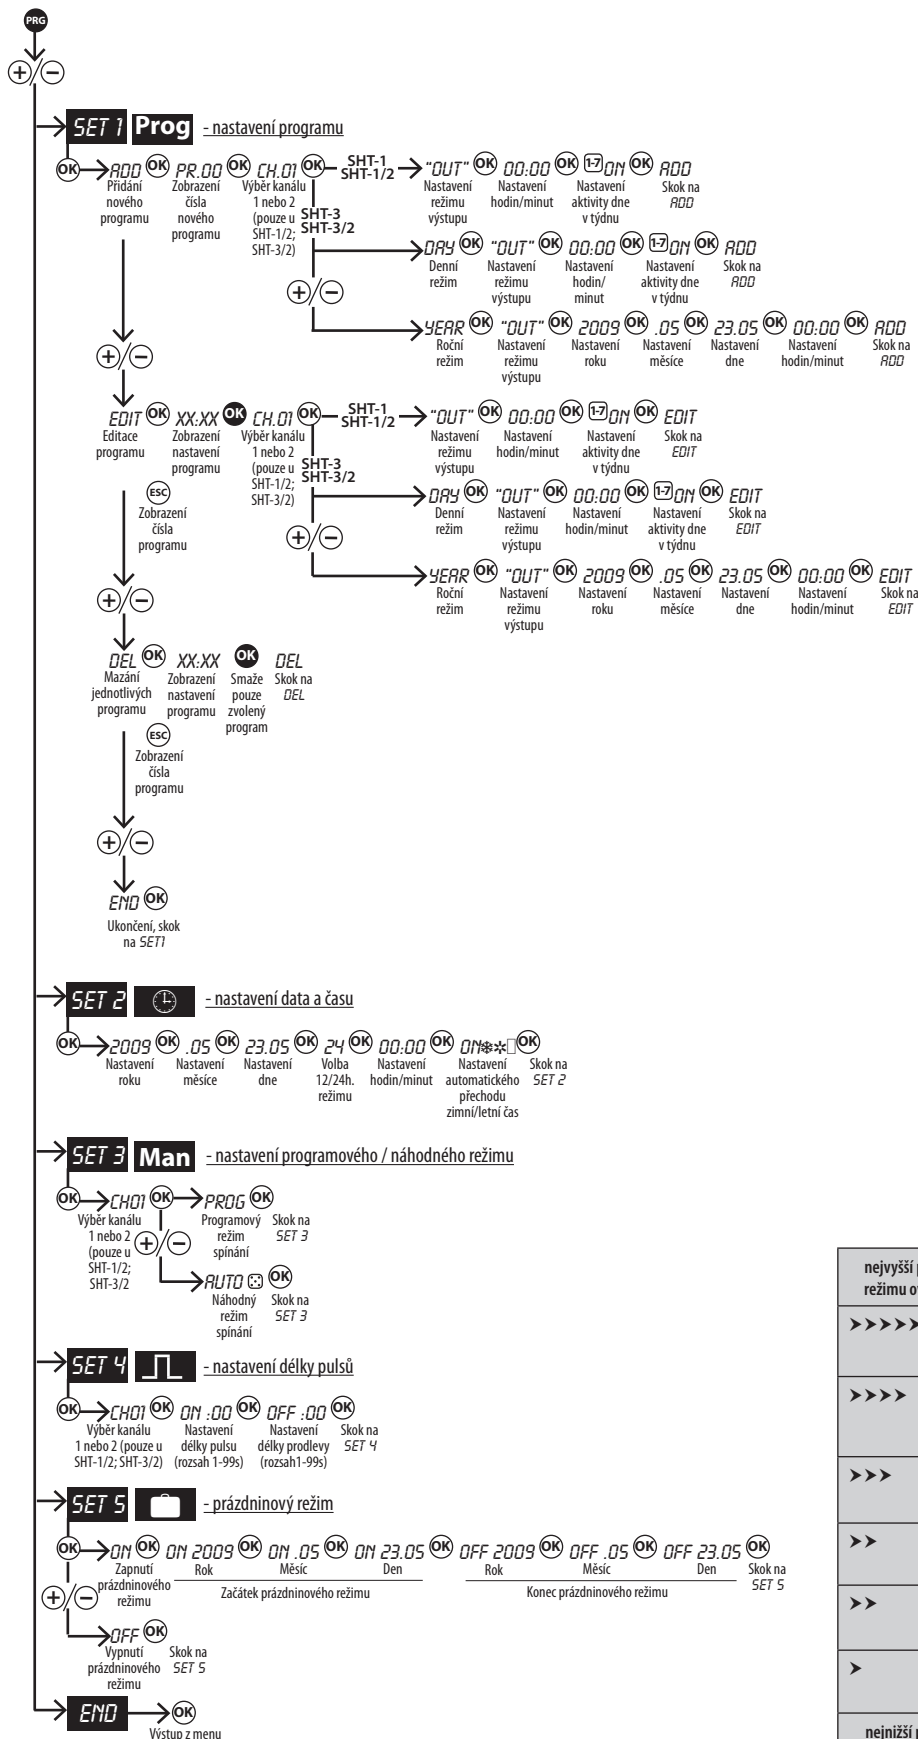 PRG
+/−
SET 1 Prog - nastavení programu
OK ADD OK PR.00 OK CH.01 OK SHT-1 SHT-1/2 "OUT" OK 00:00 OK 1-7 ON OK ADD
Přidání nového programu
Zobrazení čísla nového programu
Výběr kanálu 1 nebo 2 (pouze u SHT-1/2; SHT-3/2)
Nastavení režimu výstupu
Nastavení hodin/minut
Nastavení aktivity dne v týdnu
Skok na ADD
SHT-3
SHT-3/2
DAY OK "OUT" OK 00:00 OK 1-7 ON OK ADD
Denní režim
Nastavení režimu výstupu
Nastavení hodin/ minut
Nastavení aktivity dne v týdnu
Skok na ADD
+/−
YEAR OK "OUT" OK 2009 OK .05 OK 23.05 OK 00:00 OK ADD
Roční režim
Nastavení režimu výstupu
Nastavení roku
Nastavení měsíce
Nastavení dne
Nastavení hodin/minut
Skok na ADD
+/−
EDIT OK XX:XX OK CH.01 OK SHT-1 SHT-1/2 "OUT" OK 00:00 OK 1-7 ON OK EDIT
Editace programu
Zobrazení nastavení programu
Výběr kanálu 1 nebo 2 (pouze u SHT-1/2; SHT-3/2)
Nastavení režimu výstupu
Nastavení hodin/minut
Nastavení aktivity dne v týdnu
Skok na EDIT
SHT-3
SHT-3/2
ESC
Zobrazení čísla programu
DAY OK "OUT" OK 00:00 OK 1-7 ON OK EDIT
Denní režim
Nastavení režimu výstupu
Nastavení hodin/minut
Nastavení aktivity dne v týdnu
Skok na EDIT
+/−
YEAR OK "OUT" OK 2009 OK .05 OK 23.05 OK 00:00 OK EDIT
Roční režim
Nastavení režimu výstupu
Nastavení roku
Nastavení měsíce
Nastavení dne
Nastavení hodin/minut
Skok na EDIT
+/−
DEL OK XX:XX OK DEL
Mazání jednotlivých programu
Zobrazení nastavení programu
Smaže pouze zvolený program
Skok na DEL
ESC
Zobrazení čísla programu
+/−
END OK
Ukončení, skok
na SET1
SET 2 - nastavení data a času
OK 2009 OK .05 OK 23.05 OK 24 OK 00:00 OK ON OK
Nastavení roku
Nastavení měsíce
Nastavení dne
Volba 12/24h. režimu
Nastavení hodin/minut
Nastavení automatického přechodu zimní/letní čas
Skok na SET 2
SET 3 Man - nastavení programového / náhodného režimu
OK CH01 OK PROG OK
Výběr kanálu 1 nebo 2 (pouze u SHT-1/2; SHT-3/2
Programový režim spínání
Skok na SET 3
+/−
AUTO OK
Náhodný režim spínání
Skok na SET 3
SET 4 - nastavení délky pulsů
OK CH01 OK ON :00 OK OFF :00 OK
Výběr kanálu 1 nebo 2 (pouze u SHT-1/2; SHT-3/2)
Nastavení délky pulsu (rozsah 1-99s)
Nastavení délky prodlevy (rozsah1-99s)
Skok na SET 4
SET 5 - prázdninový režim
OK ON OK ON 2009 OK ON .05 OK ON 23.05 OK OFF 2009 OK OFF .05 OK OFF 23.05 OK
Zapnutí prázdninového režimu
Rok Měsíc Den
Začátek prázdninového režimu
Rok Měsíc Den
Konec prázdninového režimu
Skok na SET 5
+/−
OFF OK
Vypnutí prázdninového režimu
Skok na SET 5
END OK
Výstup z menu
nejvyšší
režimu
nejnižší